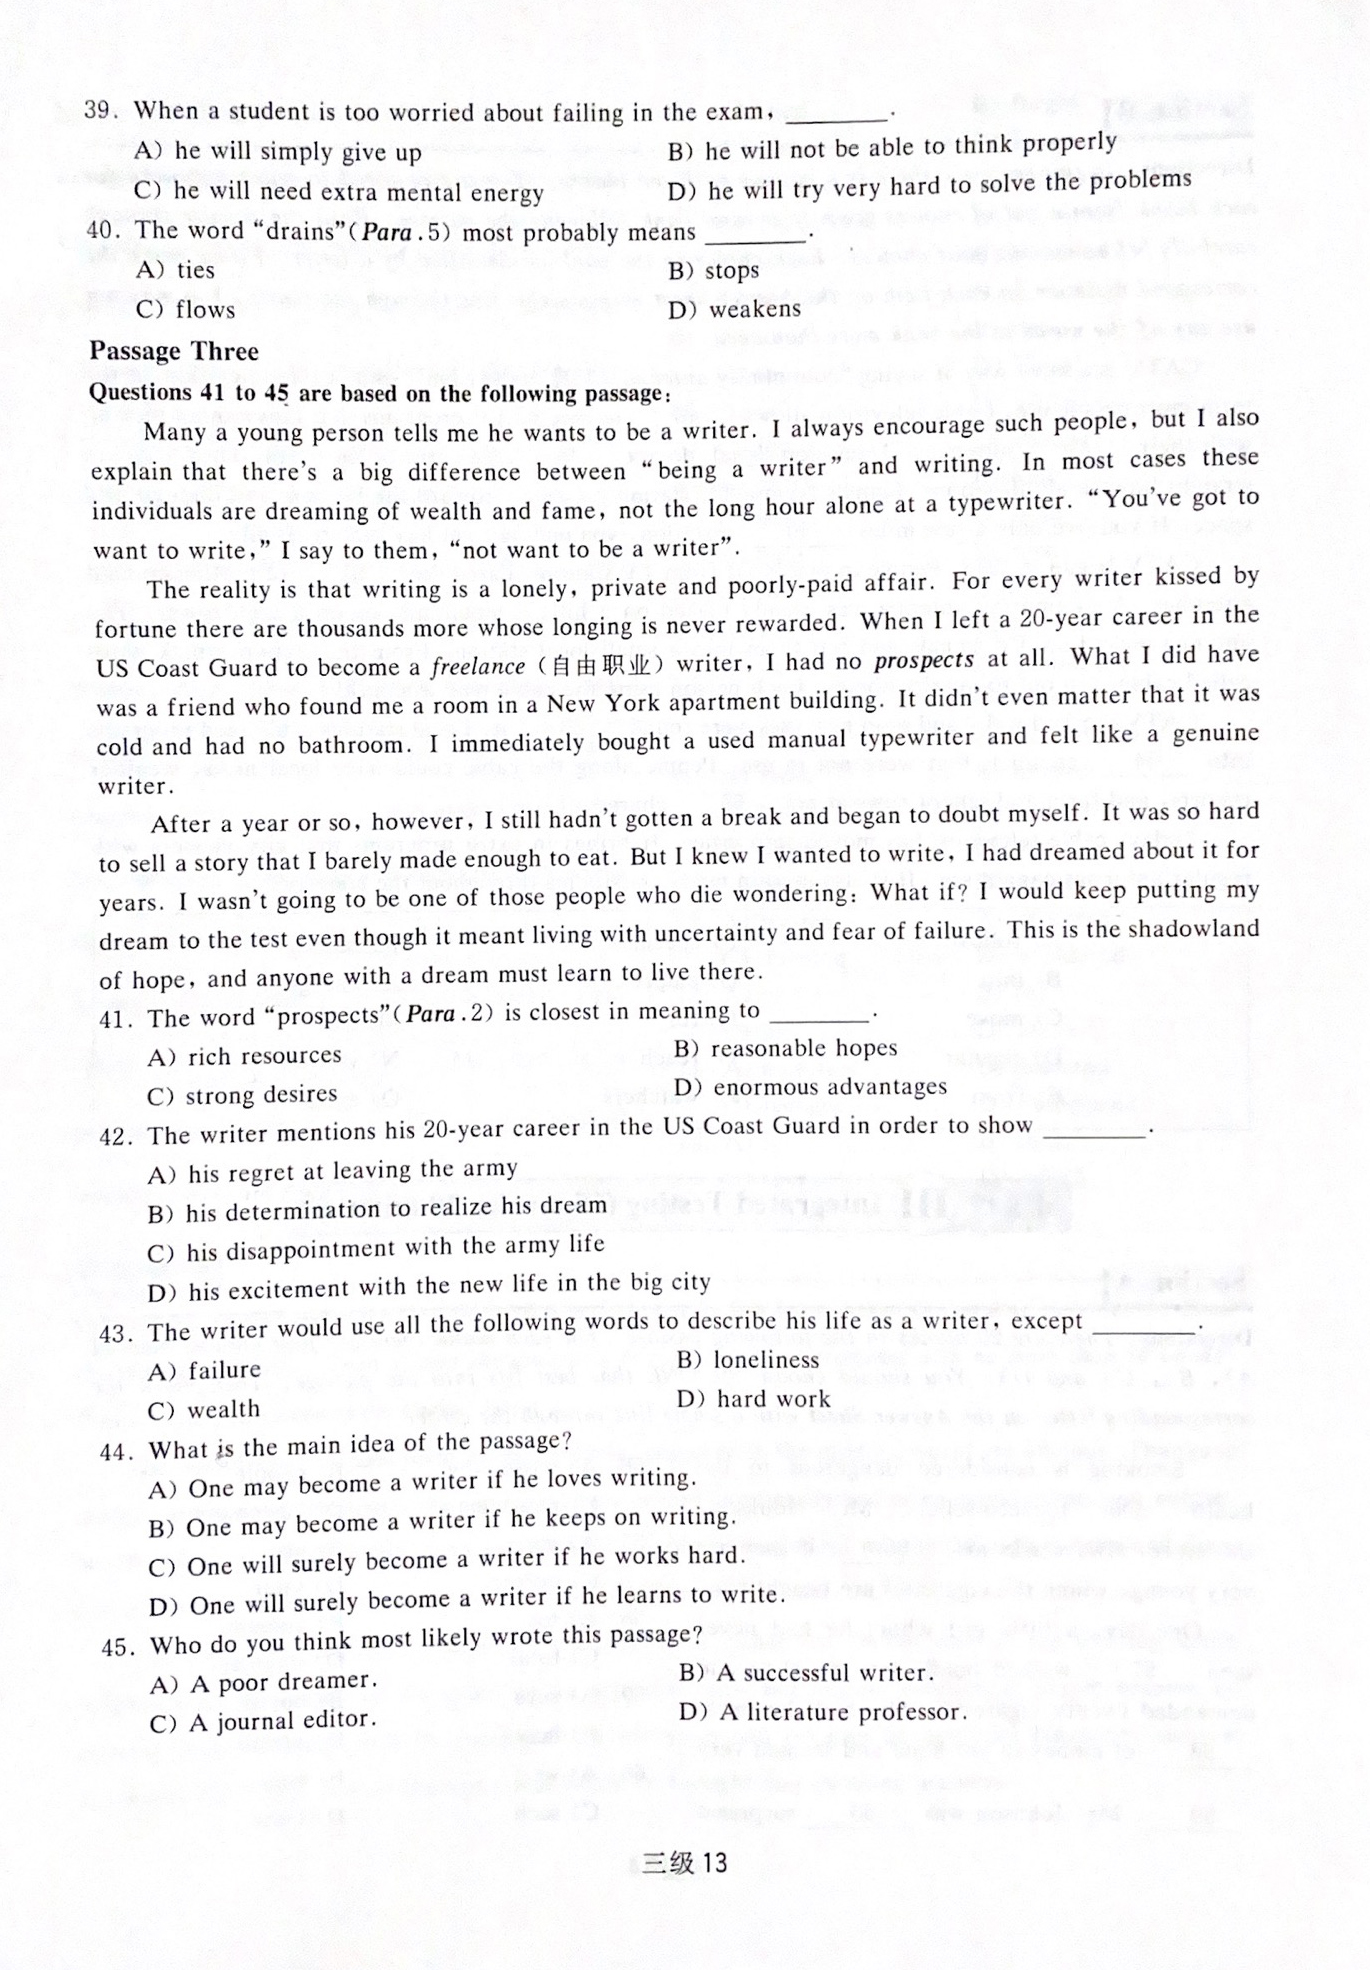 39. When a student is too worried about failing in the exam, ________.
A) he will simply give up B) he will not be able to think properly
C) he will need extra mental energy D) he will try very hard to solve the problems
40. The word “drains”(Para.5) most probably means ________.
A) ties B) stops
C) flows D) weakens
Passage Three
Questions 41 to 45 are based on the following passage:
Many a young person tells me he wants to be a writer. I always encourage such people, but I also
explain that there's a big difference between “being a writer” and writing. In most cases these
individuals are dreaming of wealth and fame, not the long hour alone at a typewriter. “You've got to
want to write,” I say to them, “not want to be a writer”.
The reality is that writing is a lonely, private and poorly-paid affair. For every writer kissed by
fortune there are thousands more whose longing is never rewarded. When I left a 20-year career in the
US Coast Guard to become a freelance (自由职业) writer, I had no prospects at all. What I did have
was a friend who found me a room in a New York apartment building. It didn't even matter that it was
cold and had no bathroom. I immediately bought a used manual typewriter and felt like a genuine
writer.
After a year or so, however, I still hadn't gotten a break and began to doubt myself. It was so hard
to sell a story that I barely made enough to eat. But I knew I wanted to write, I had dreamed about it for
years. I wasn't going to be one of those people who die wondering: What if? I would keep putting my
dream to the test even though it meant living with uncertainty and fear of failure. This is the shadowland
of hope, and anyone with a dream must learn to live there.
41. The word “prospects”(Para.2) is closest in meaning to ________.
A) rich resources B) reasonable hopes
C) strong desires D) enormous advantages
42. The writer mentions his 20-year career in the US Coast Guard in order to show ________.
A) his regret at leaving the army
B) his determination to realize his dream
C) his disappointment with the army life
D) his excitement with the new life in the big city
43. The writer would use all the following words to describe his life as a writer, except ________.
A) failure B) loneliness
C) wealth D) hard work
44. What is the main idea of the passage?
A) One may become a writer if he loves writing.
B) One may become a writer if he keeps on writing.
C) One will surely become a writer if he works hard.
D) One will surely become a writer if he learns to write.
45. Who do you think most likely wrote this passage?
A) A poor dreamer. B) A successful writer.
C) A journal editor. D) A literature professor.
三级 13